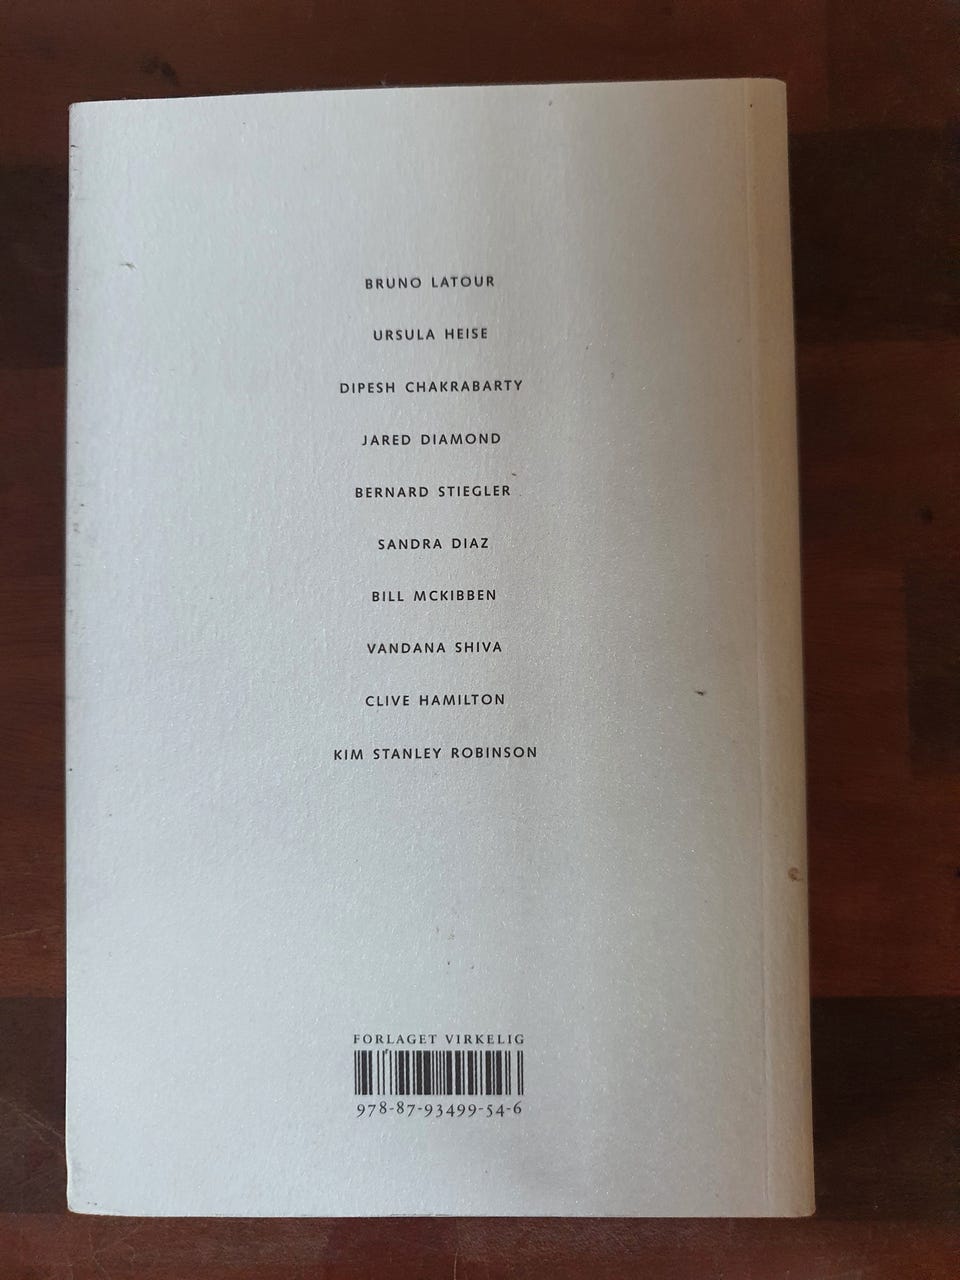 BRUNO LATOUR
URSULA HEISE
DIPESH CHAKRABARTY
JARED DIAMOND
BERNARD STIEGLER
SANDRA DIAZ
BILL MCKIBBEN
VANDANA SHIVA
CLIVE HAMILTON
KIM STANLEY ROBINSON
FORLAGET VIRKELIG
978-87-93499-54-6